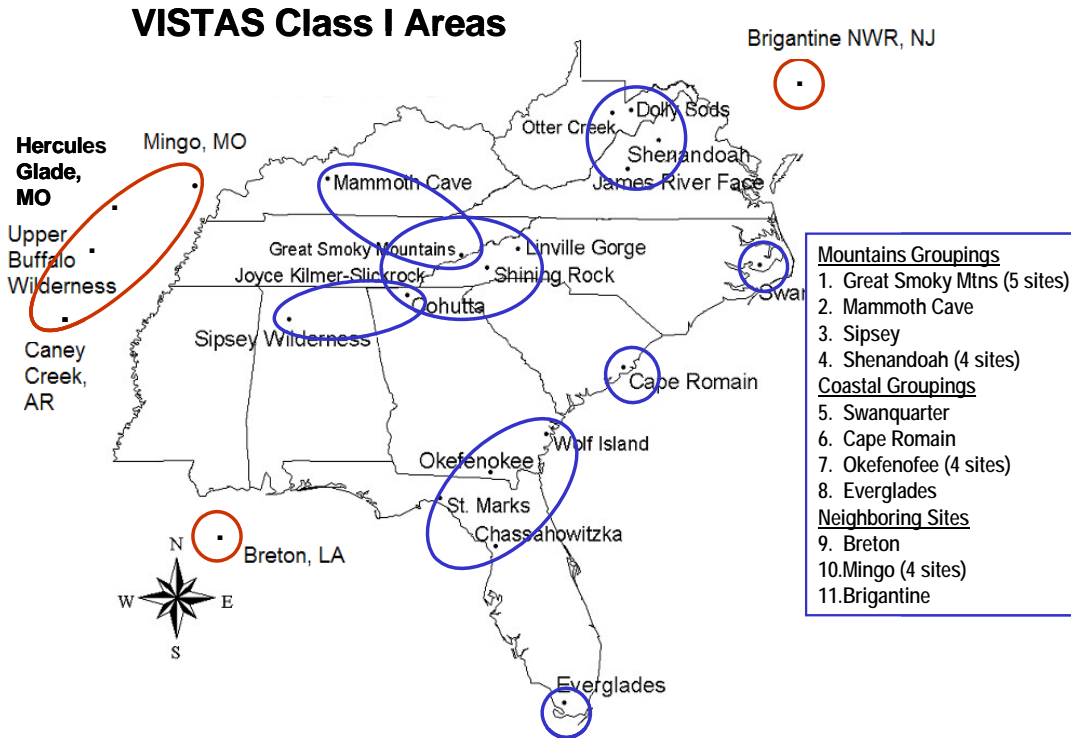 VISTAS Class I Areas
Brigantine NWR, NJ
Hercules
Glade,
MO
Mingo, MO
Upper
Buffalo
Wilderness
Caney
Creek,
AR
Dolly Sods
Otter Creek
Shenandoah
James River Face
Mammoth Cave
Great Smoky Mountains
Linville Gorge
Joyce Kilmer-Slickrock
Shining Rock
Cohutta
Sipsey Wilderness
Swan
Cape Romain
Wolf Island
Okefenokee
St. Marks
Chassahowitzka
Breton, LA
Everglades
N
W
E
S
Mountains Groupings
1. Great Smoky Mtns (5 sites)
2. Mammoth Cave
3. Sipsey
4. Shenandoah (4 sites)
Coastal Groupings
5. Swanquarter
6. Cape Romain
7. Okefenofee (4 sites)
8. Everglades
Neighboring Sites
9. Breton
10.Mingo (4 sites)
11.Brigantine